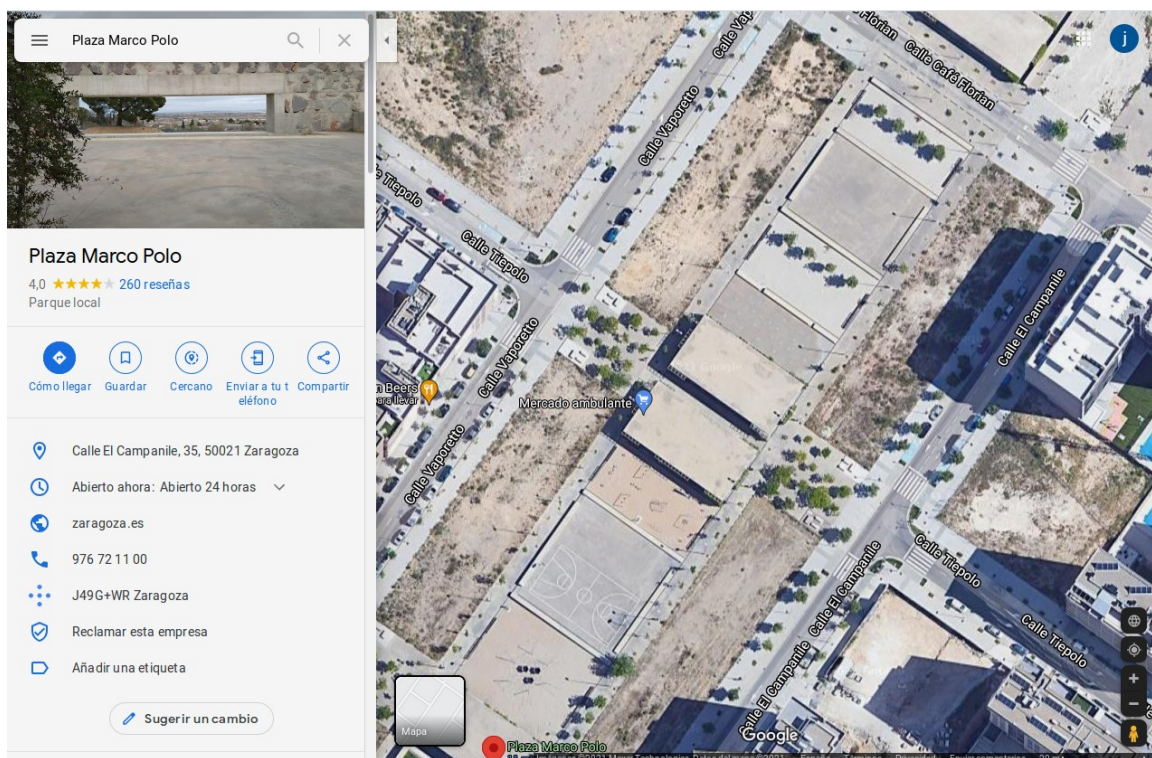 Plaza Marco Polo
Plaza Marco Polo
4,0
260 reseñas
Parque local
Cómo llegar
Guardar
Cercano
Enviar a tu t
eléfono
Compartir
Calle El Campanile, 35, 50021 Zaragoza
Abierto ahora: Abierto 24 horas
zaragoza.es
976 72 11 00
J49G+WR Zaragoza
Reclamar esta empresa
Añadir una etiqueta
Sugerir un cambio
j
Calle Vap
Florian
Calle Café Florian
Calle Vaporetto
e Tiepolo
Calle Tiepolo
Calle El Campanile
Calle Vaporetto
n Beers
para llevar
Mercado ambulante
Calle Vaporetto
Calle El Campanile
Calle Tiepolo
Calle El Campanile
Calle Tiepolo
Calle El Campanile
Mapa
Google
Plaza Marco Polo